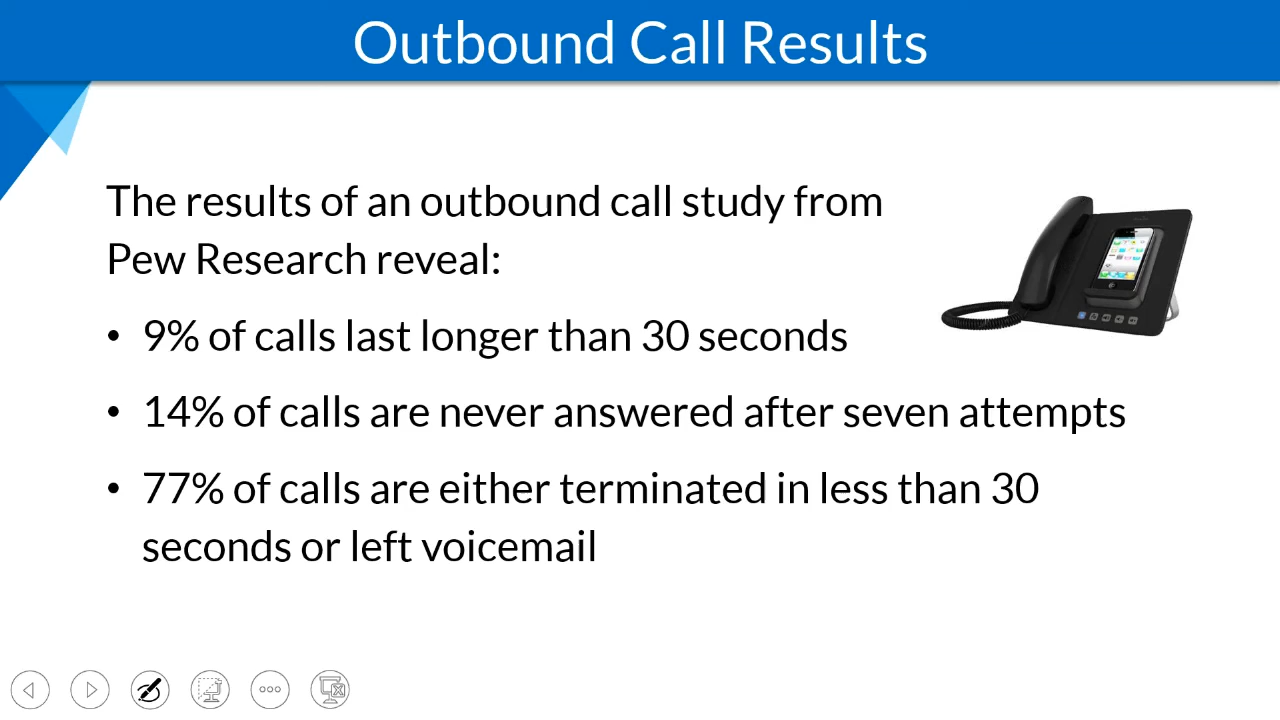 Outbound Call Results
The results of an outbound call study from
Pew Research reveal:
• 9% of calls last longer than 30 seconds
• 14% of calls are never answered after seven attempts
• 77% of calls are either terminated in less than 30
seconds or left voicemail